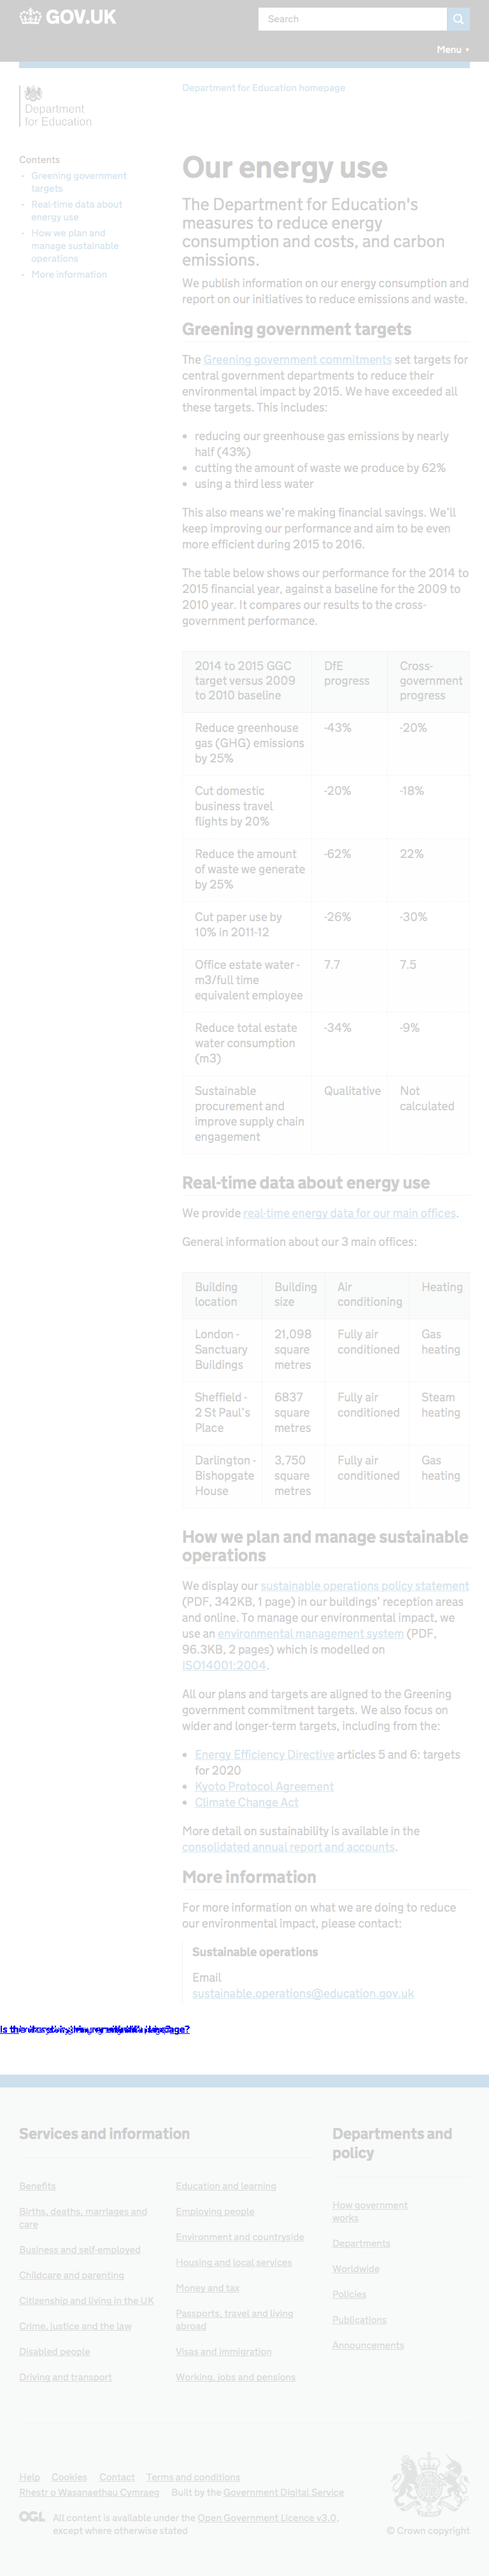 GOV.UK
Search
Menu
Department for Education homepage
Department
for Education
Contents
Greening government
targets
Real-time data about
energy use
How we plan and
manage sustainable
operations
More information
Our energy use
The Department for Education's
measures to reduce energy
consumption and costs, and carbon
emissions.
We publish information on our energy consumption and
report on our initiatives to reduce emissions and waste.
Greening government targets
The Greening government commitments set targets for
central government departments to reduce their
environmental impact by 2015. We have exceeded all
these targets. This includes:
• reducing our greenhouse gas emissions by nearly
half (43%)
• cutting the amount of waste we produce by 62%
• using a third less water
This also means we're making financial savings. We'll
keep improving our performance and aim to be even
more efficient during 2015 to 2016.
The table below shows our performance for the 2014 to
2015 financial year, against a baseline for the 2009 to
2010 year. It compares our results to the cross-
government performance.
2014 to 2015 GGC DfE Cross-
target versus 2009 progress government
to 2010 baseline progress
Reduce greenhouse -43% -20%
gas (GHG) emissions
by 25%
Cut domestic -20% -18%
business travel
flights by 20%
Reduce the amount -62% 22%
of waste we generate
by 25%
Cut paper use by -26% -30%
10% in 2011-12
Office estate water - 7.7 7.5
m3/full time
equivalent employee
Reduce total estate -34% -9%
water consumption
(m3)
Sustainable Qualitative Not
procurement and calculated
improve supply chain
engagement
Real-time data about energy use
We provide real-time energy data for our main offices.
General information about our 3 main offices:
Building Building Air Heating
location size conditioning
London - 21,098 Fully air Gas
Sanctuary square conditioned heating
Buildings metres
Sheffield - 6837 Fully air Steam
2 St Paul's square conditioned heating
Place metres
Darlington - 3,750 Fully air Gas
Bishopgate square conditioned heating
House metres
How we plan and manage sustainable
operations
We display our sustainable operations policy statement
(PDF, 342KB, 1 page) in our buildings' reception areas
and online. To manage our environmental impact, we
use an environmental management system (PDF,
96.3KB, 2 pages) which is modelled on
ISO14001:2004.
All our plans and targets are aligned to the Greening
government commitment targets. We also focus on
wider and longer-term targets, including from the:
• Energy Efficiency Directive articles 5 and 6: targets
for 2020
• Kyoto Protocol Agreement
• Climate Change Act
More detail on sustainability is available in the
consolidated annual report and accounts.
More information
For more information on what we are doing to reduce
our environmental impact, please contact:
Sustainable operations
Email
sustainable.operations@education.gov.uk
Services and information
Departments and
policy
Benefits
Births, deaths, marriages and
care
Business and self-employed
Childcare and parenting
Citizenship and living in the UK
Crime, justice and the law
Disabled people
Driving and transport
Education and learning
Employing people
Environment and countryside
Housing and local services
Money and tax
Passports, travel and living
abroad
Visas and immigration
Working, jobs and pensions
How government
works
Departments
Worldwide
Policies
Publications
Announcements
Help Cookies Contact Terms and conditions
Rhestr o Wasanaethau Cymraeg Built by the Government Digital Service
OGL All content is available under the Open Government Licence v3.0,
except where otherwise stated
© Crown copyright